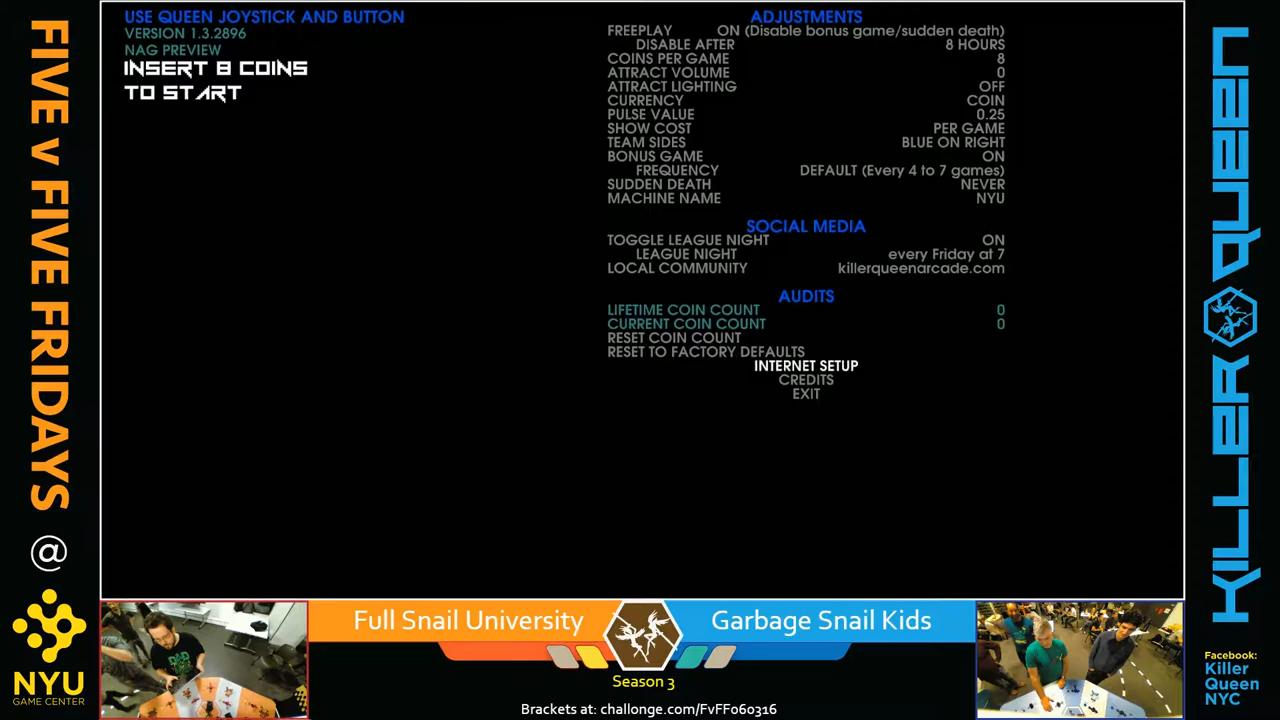 FIVE v FIVE FRIDAYS @
NYU
GAME CENTER
USE QUEEN JOYSTICK AND BUTTON
VERSION 1.3.2896
NAG PREVIEW
INSERT 8 COINS
TO START
ADJUSTMENTS
FREEPLAY ON (Disable bonus game/sudden death)
DISABLE AFTER 8 HOURS
COINS PER GAME 8
ATTRACT VOLUME 0
ATTRACT LIGHTING OFF
CURRENCY COIN
PULSE VALUE 0.25
SHOW COST PER GAME
TEAM SIDES BLUE ON RIGHT
BONUS GAME ON
FREQUENCY DEFAULT (Every 4 to 7 games)
SUDDEN DEATH NEVER
MACHINE NAME NYU
SOCIAL MEDIA
TOGGLE LEAGUE NIGHT ON
LEAGUE NIGHT every Friday at 7
LOCAL COMMUNITY killerqueenarcade.com
AUDITS
LIFETIME COIN COUNT 0
CURRENT COIN COUNT 0
RESET COIN COUNT
RESET TO FACTORY DEFAULTS
INTERNET SETUP
CREDITS
EXIT
Full Snail University
Garbage Snail Kids
Season 3
Brackets at: challonge.com/FvFF060316
KILLER QUEEN
Facebook:
Killer
Queen
NYC